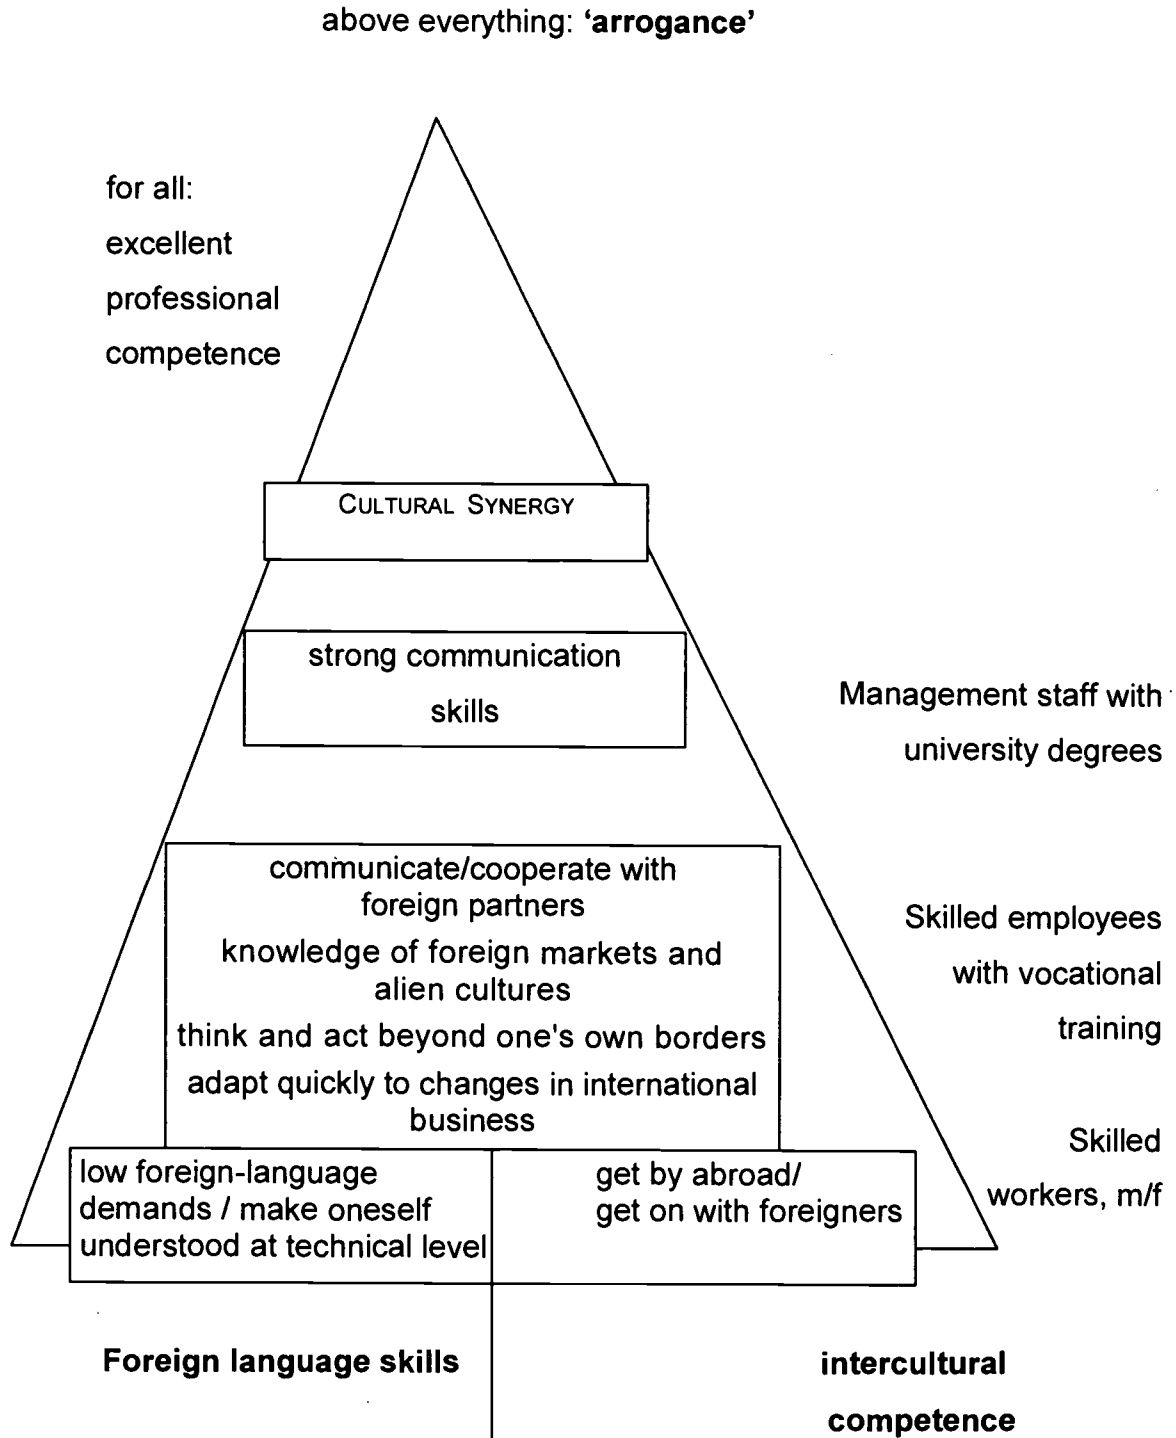 above everything: ‘arrogance’
for all:
excellent
professional
competence
CULTURAL SYNERGY
strong communication
skills
Management staff with
university degrees
communicate/cooperate with
foreign partners
knowledge of foreign markets and
alien cultures
think and act beyond one's own borders
adapt quickly to changes in international
business
Skilled employees
with vocational
training
low foreign-language
demands / make oneself
understood at technical level
get by abroad/
get on with foreigners
Skilled
workers, m/f
Foreign language skills
intercultural
competence